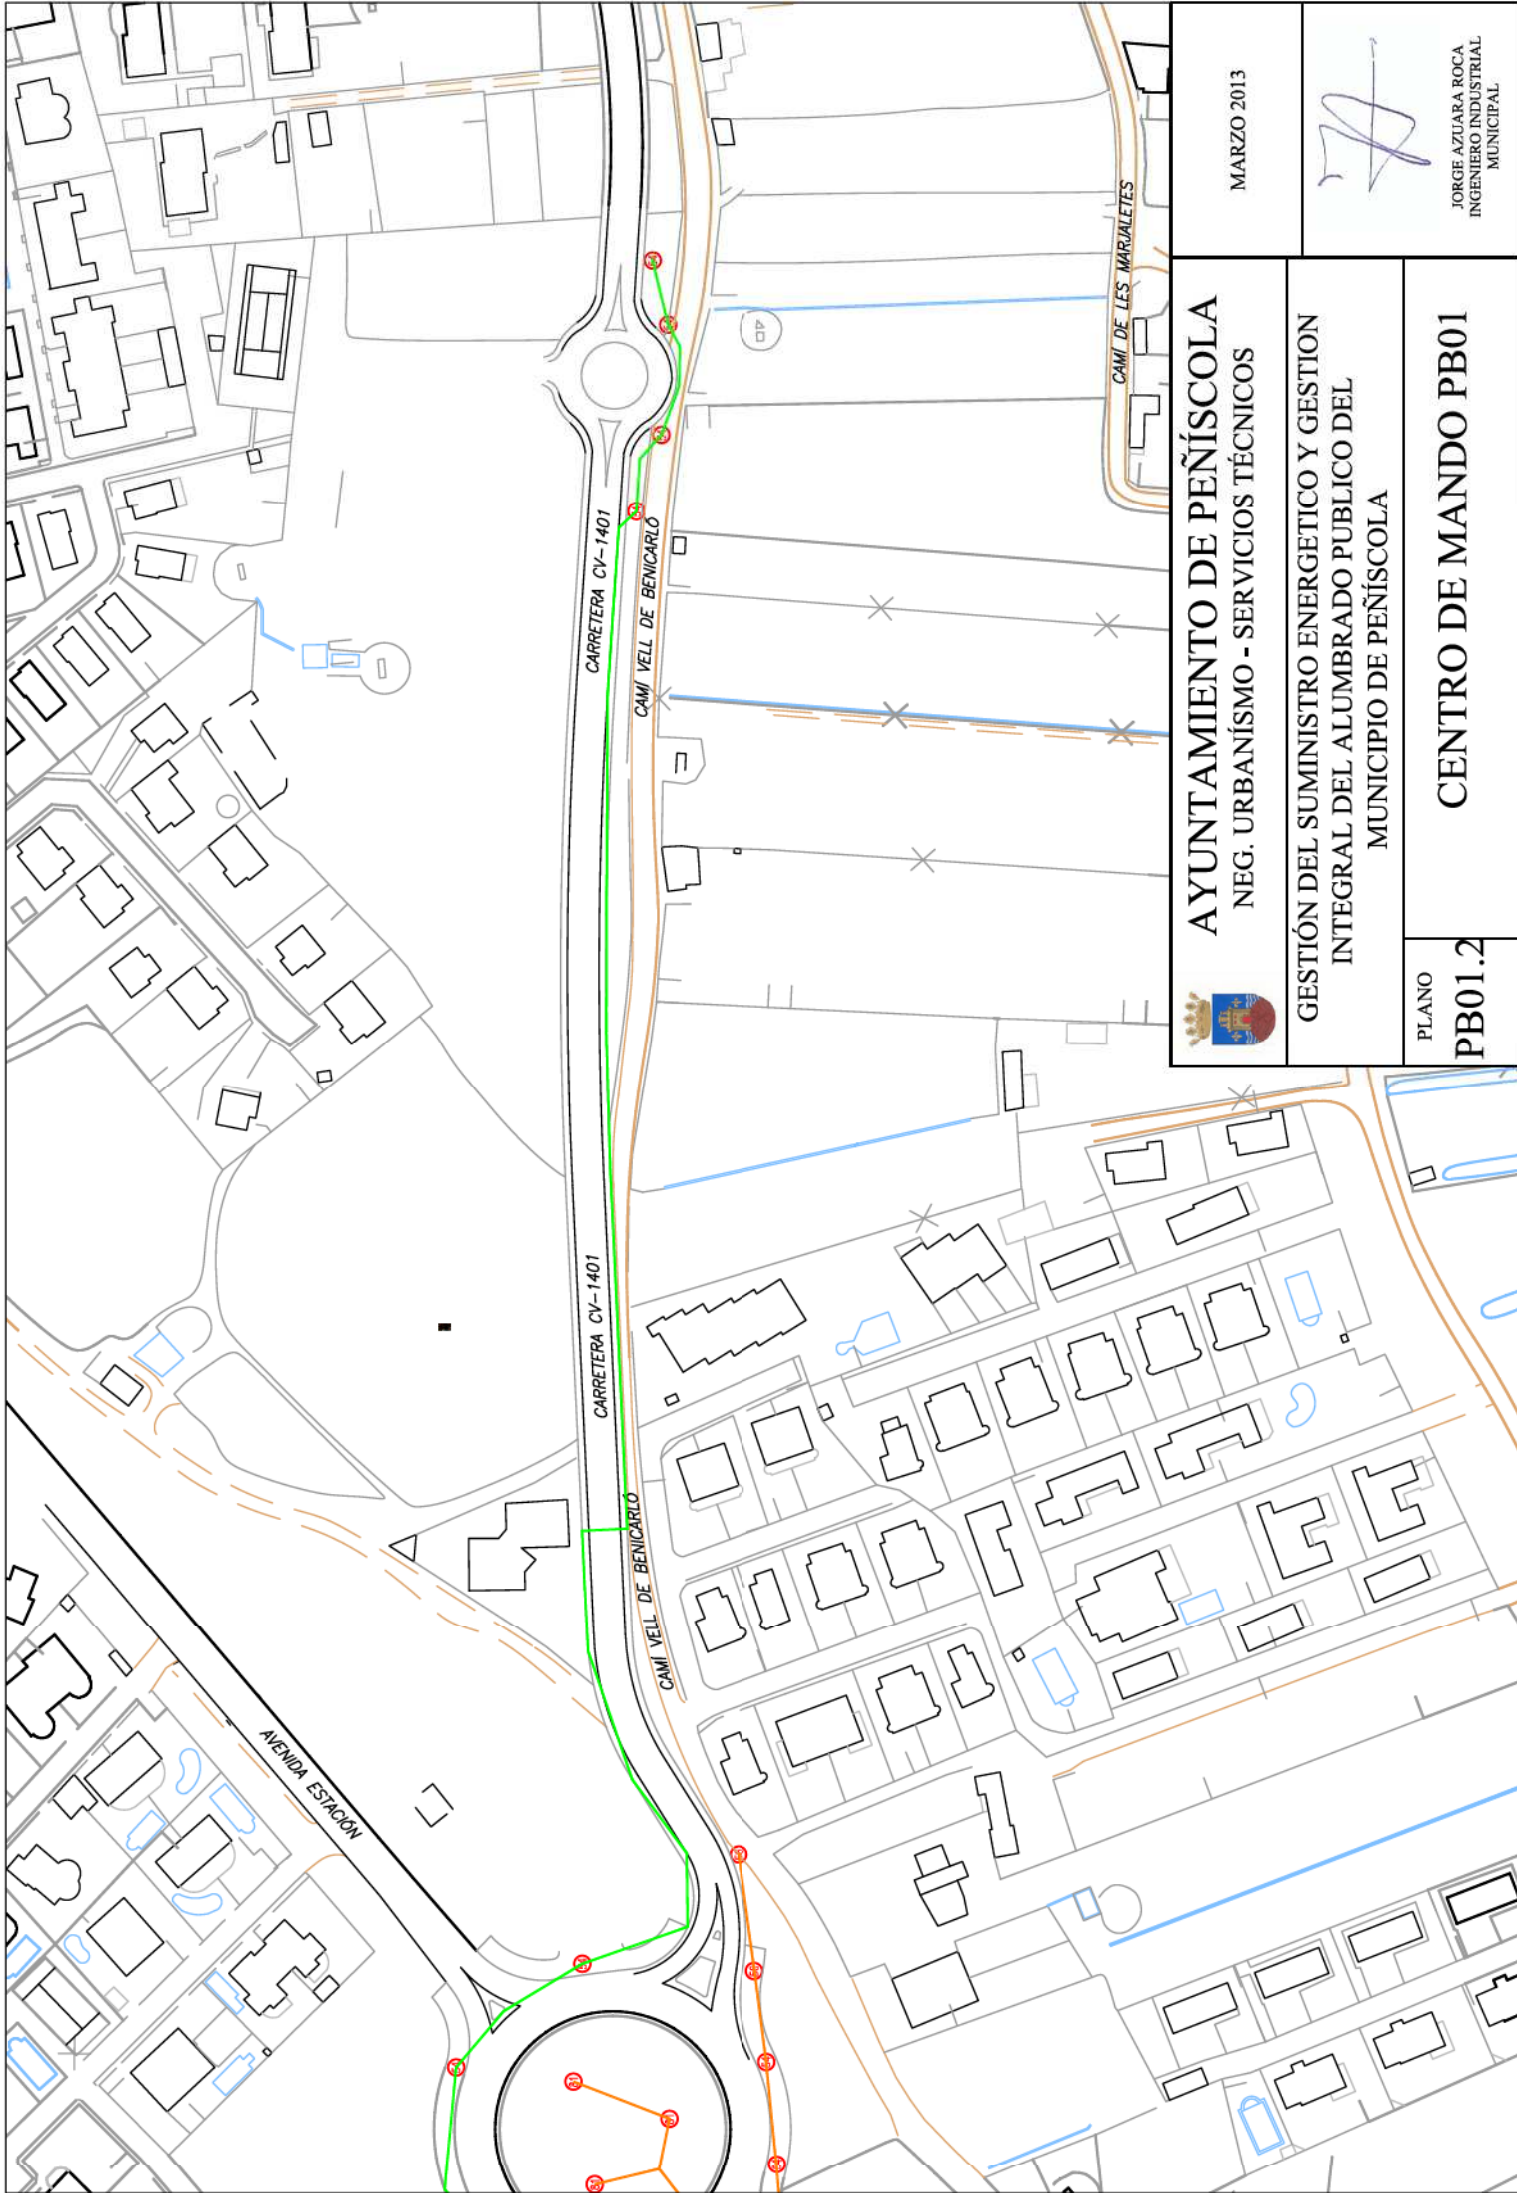 AYUNTAMIENTO DE PEÑÍSCOLA
NEG. URBANÍSMO - SERVICIOS TÉCNICOS
MARZO 2013
GESTIÓN DEL SUMINISTRO ENERGETICO Y GESTION
INTEGRAL DEL ALUMBRADO PUBLICO DEL
MUNICIPIO DE PEÑÍSCOLA
JORGE AZUARA ROCA
INGENIERO INDUSTRIAL
MUNICIPAL
PLANO
PB01.2
CENTRO DE MANDO PB01
AVENIDA ESTACIÓN
CARRETERA CV-1401
CARRETERA CV-1401
CAMÍ VELL DE BENICARLÓ
CAMÍ VELL DE BENICARLÓ
CAMÍ DE LES MARJALETES